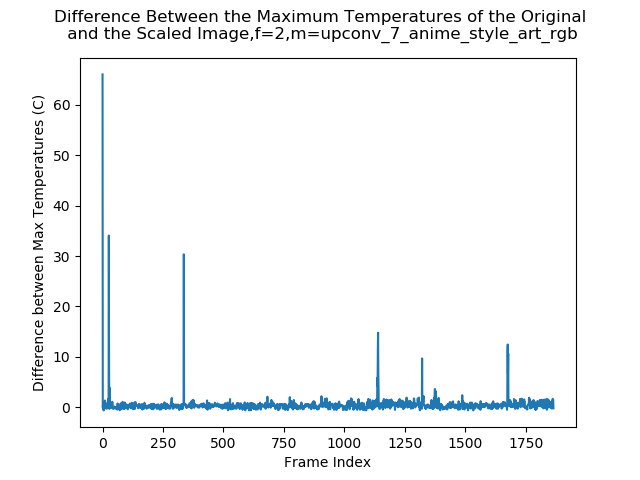 Difference Between the Maximum Temperatures of the Original
and the Scaled Image,f=2,m=upconv_7_anime_style_art_rgb
Difference between Max Temperatures (C)
60
50
40
30
20
10
0
0 250 500 750 1000 1250 1500 1750
Frame Index